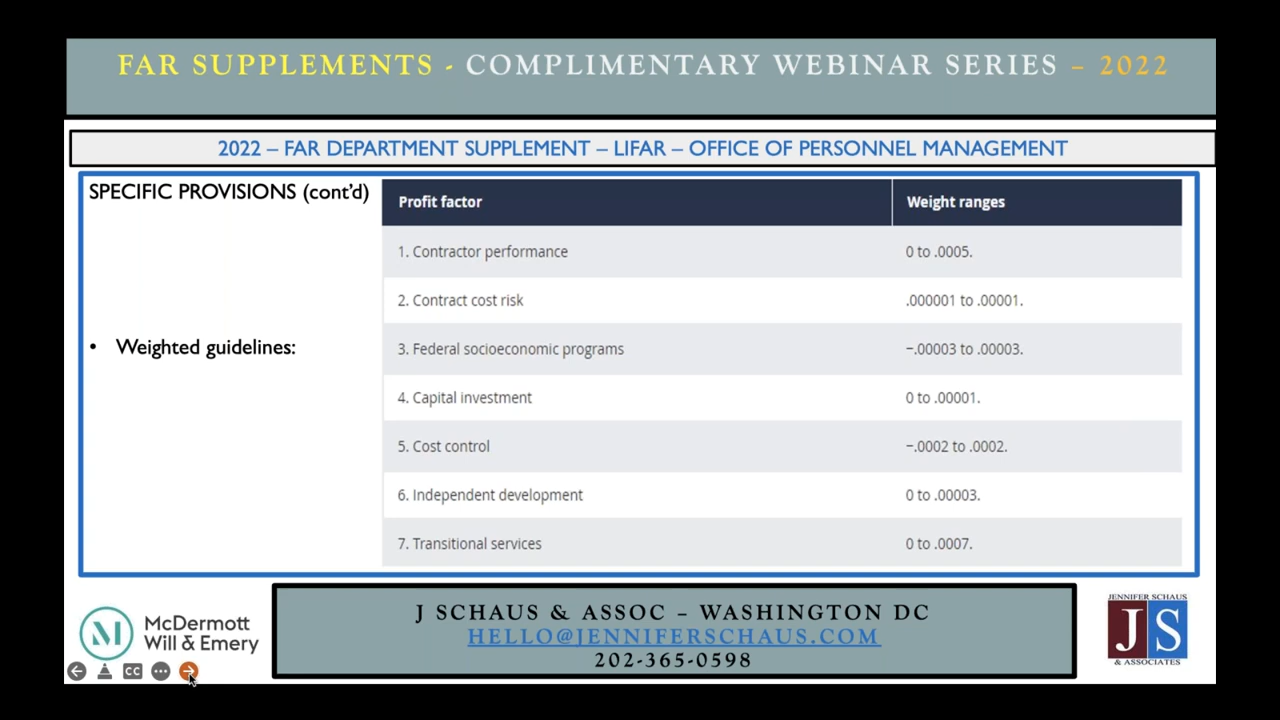 FAR SUPPLEMENTS - COMPLIMENTARY WEBINAR SERIES – 2022
2022 – FAR DEPARTMENT SUPPLEMENT – LIFAR – OFFICE OF PERSONNEL MANAGEMENT
SPECIFIC PROVISIONS (cont'd)
• Weighted guidelines:
Profit factor Weight ranges
1. Contractor performance 0 to .0005.
2. Contract cost risk .000001 to .00001.
3. Federal socioeconomic programs −.00003 to .00003.
4. Capital investment 0 to .00001.
5. Cost control −.0002 to .0002.
6. Independent development 0 to .00003.
7. Transitional services 0 to .0007.
M McDermott
Will & Emery
J SCHAUS & ASSOC – WASHINGTON DC
HELLO@JENNIFERSCHAUS.COM
202-365-0598
JENNIFER SCHAUS
JS
& ASSOCIATES
CC